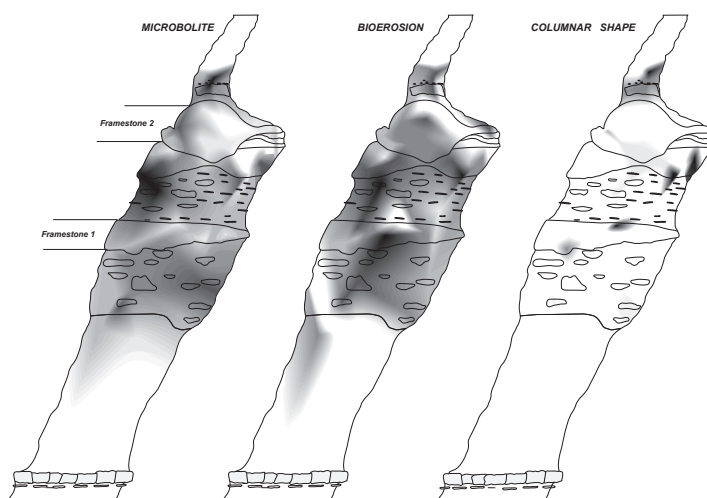 MICROBOLITE BIOEROSION COLUMNAR SHAPE
Framestone 2
Framestone 1